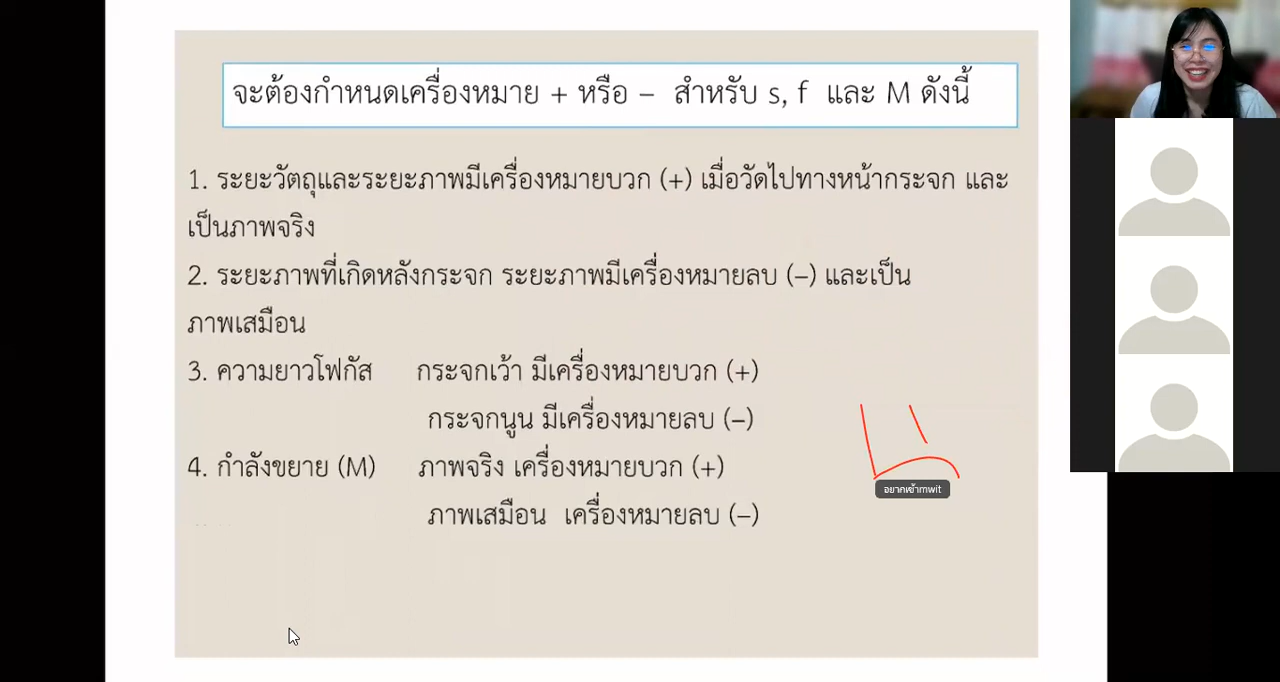 จะต้องกำหนดเครื่องหมาย + หรือ – สำหรับ s, f และ M ดังนี้
1. ระยะวัตถุและระยะภาพมีเครื่องหมายบวก (+) เมื่อวัดไปทางหน้ากระจก และ
เป็นภาพจริง
2. ระยะภาพที่เกิดหลังกระจก ระยะภาพมีเครื่องหมายลบ (–) และเป็น
ภาพเสมือน
3. ความยาวโฟกัส กระจกเว้า มีเครื่องหมายบวก (+)
กระจกนูน มีเครื่องหมายลบ (–)
4. กำลังขยาย (M) ภาพจริง เครื่องหมายบวก (+)
อยากเข้าmwit
ภาพเสมือน เครื่องหมายลบ (–)